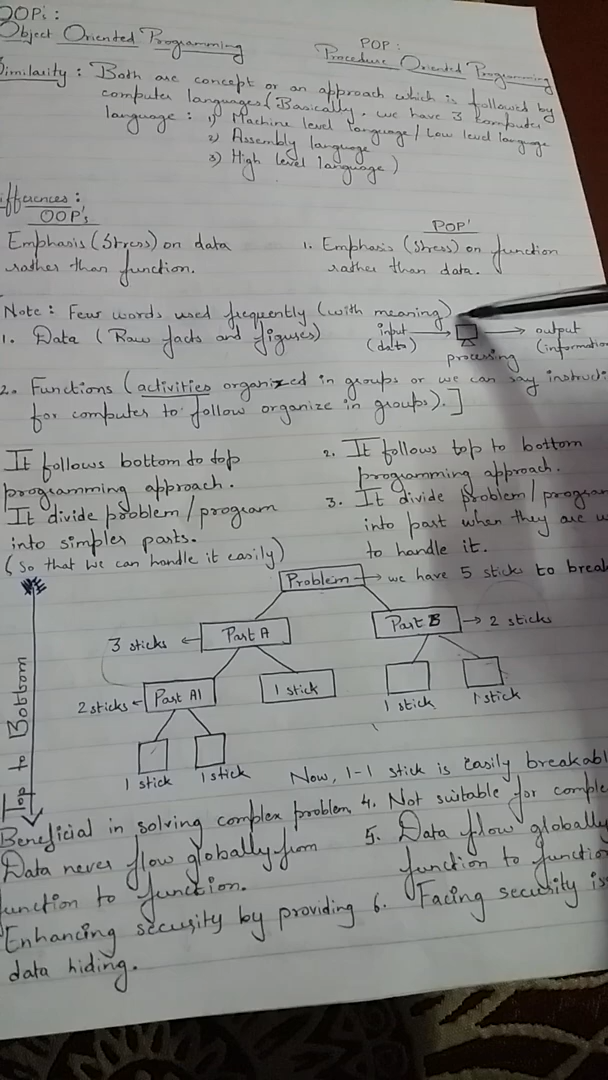 OOPi :
Object Oriented Programming
POP :
Procedure Oriented Programming
Similarity : Both are concept or an approach which is followed by
computer languages (Basically, we have 3 computer
language : 1) Machine level language / Low level language
2) Assembly language
3) High level language )
ifferences :
OOP's
POP'
Emphasis (Stress) on data
rather than function.
1. Emphasis (Stress) on function
rather than data.
Note : Few words used frequently (with meaning)
1. Data (Raw facts and figures)
input
(data)
processing
output
(information
2. Functions (activities organized in groups or we can say instructi
for computer to follow organize in groups). ]
It follows bottom to top
programming approach.
It divide problem / program
into simpler parts.
(So that we can handle it easily)
2. It follows top to bottom
programming approach.
3. It divide problem / program
into part when they are u
to handle it.
Problem → we have 5 sticks to break
3 sticks ← Part A
Part B → 2 sticks
2 sticks ← Part A1
1 stick
1 stick
1 stick
1 stick
1 stick
Top to Bottom
Now, 1-1 stick is easily breakabl
Beneficial in solving complex problem
Data never flow globally from
function to function.
Enhancing security by providing
data hiding.
4. Not suitable for comple
5. Data flow globally
function to function
6. Facing security is